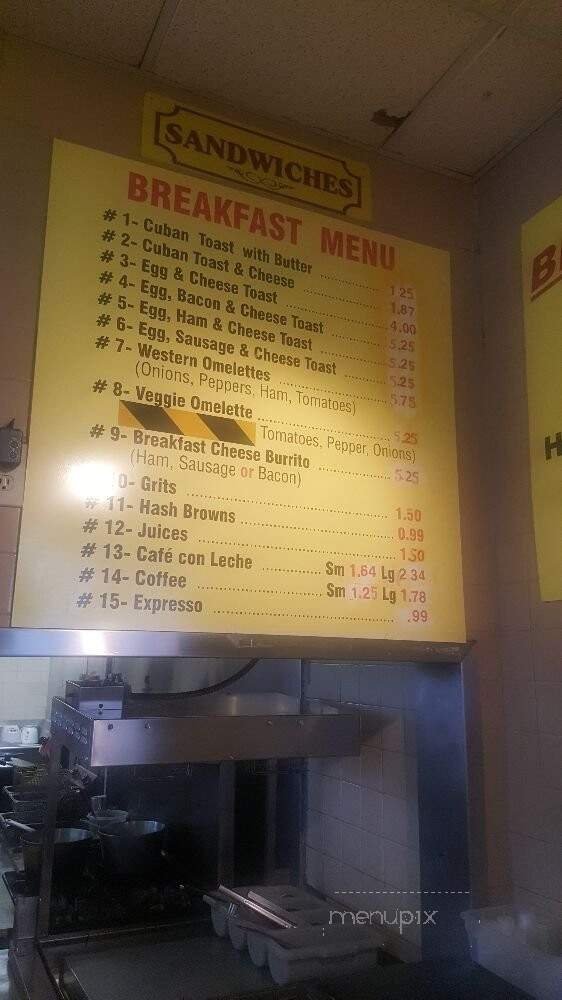 SANDWICHES
BREAKFAST MENU
# 1- Cuban Toast with Butter ........ 1.25
# 2- Cuban Toast & Cheese ........ 1.87
# 3- Egg & Cheese Toast ........ 4.00
# 4- Egg, Bacon & Cheese Toast ........ 5.25
# 5- Egg, Ham & Cheese Toast ........ 5.25
# 6- Egg, Sausage & Cheese Toast ........ 5.25
# 7- Western Omelettes ........ 5.75
(Onions, Peppers, Ham, Tomatoes)
# 8- Veggie Omelette ........ 5.25
Tomatoes, Pepper, Onions)
# 9- Breakfast Cheese Burrito ........ 5.25
(Ham, Sausage or Bacon)
0- Grits ........ 1.50
# 11- Hash Browns ........ 0.99
# 12- Juices ........ 1.50
# 13- Café con Leche ........ Sm 1.64 Lg 2.34
# 14- Coffee ........ Sm 1.25 Lg 1.78
# 15- Expresso ........ .99
B
H
menupix